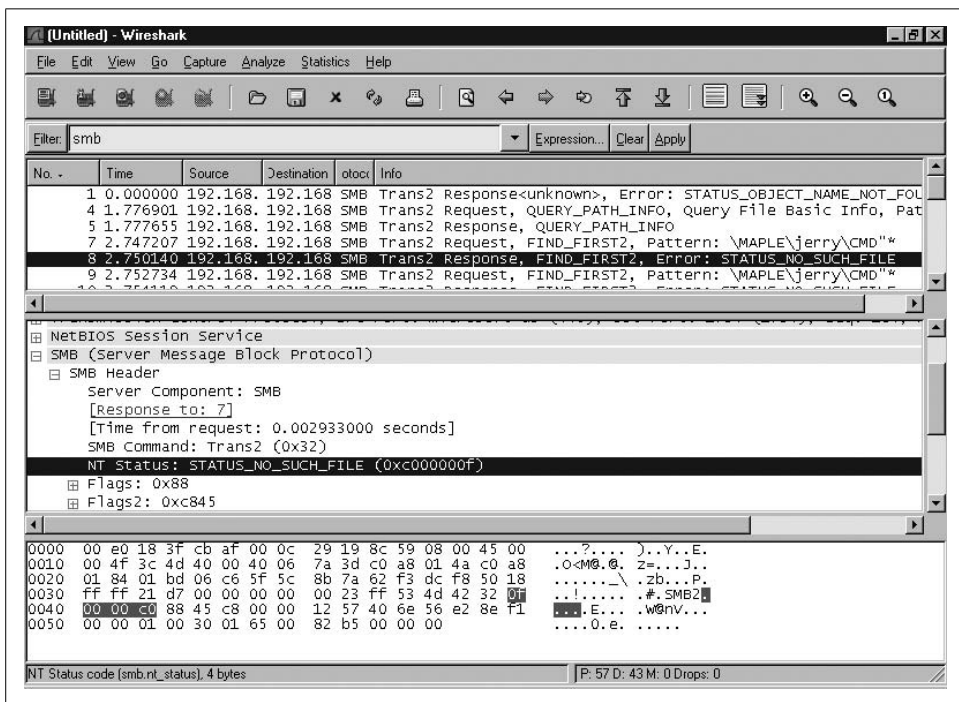 (Untitled) - Wireshark
File Edit View Go Capture Analyze Statistics Help
Filter: smb Expression... Clear Apply
No. - Time Source Destination otoco Info
1 0.000000 192.168. 192.168 SMB Trans2 Response<unknown>, Error: STATUS_OBJECT_NAME_NOT_FOU
4 1.776901 192.168. 192.168 SMB Trans2 Request, QUERY_PATH_INFO, Query File Basic Info, Pat
5 1.777655 192.168. 192.168 SMB Trans2 Response, QUERY_PATH_INFO
7 2.747207 192.168. 192.168 SMB Trans2 Request, FIND_FIRST2, Pattern: \MAPLE\jerry\CMD"*
8 2.750140 192.168. 192.168 SMB Trans2 Response, FIND_FIRST2, Error: STATUS_NO_SUCH_FILE
9 2.752734 192.168. 192.168 SMB Trans2 Request, FIND_FIRST2, Pattern: \MAPLE\jerry\CMD"*
NetBIOS Session Service
SMB (Server Message Block Protocol)
SMB Header
Server Component: SMB
[Response to: 7]
[Time from request: 0.002933000 seconds]
SMB Command: Trans2 (0x32)
NT Status: STATUS_NO_SUCH_FILE (0xc000000f)
Flags: 0x88
Flags2: 0xc845
0000 00 e0 18 3f cb af 00 0c 29 19 8c 59 08 00 45 00 ...?.... )..Y..E.
0010 00 4f 3c 4d 40 00 40 06 7a 3d c0 a8 01 4a c0 a8 .O<M@.@. z=...J..
0020 01 84 01 bd 06 c6 5f 5c 8b 7a 62 f3 dc f8 50 18 ......_\ .zb...P.
0030 ff ff 21 d7 00 00 00 00 00 23 ff 53 4d 42 32 0f ..!..... .#.SMB2.
0040 00 00 c0 88 45 c8 00 00 12 57 40 6e 56 e2 8e f1 ....E... .W@nV...
0050 00 00 01 00 30 01 65 00 82 b5 00 00 00 ....0.e. .....
NT Status code (smb.nt_status), 4 bytes P: 57 D: 43 M: 0 Drops: 0